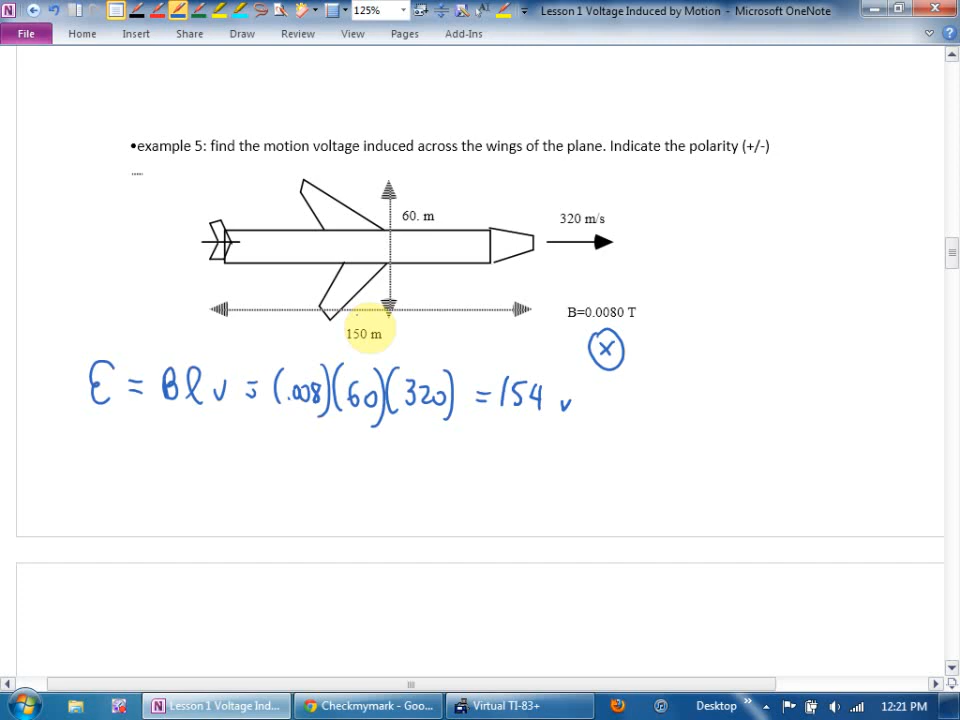 Lesson 1 Voltage Induced by Motion - Microsoft OneNote
125%
File Home Insert Share Draw Review View Pages Add-Ins
•example 5: find the motion voltage induced across the wings of the plane. Indicate the polarity (+/-)
.....
60. m
320 m/s
B=0.0080 T
150 m
x
ℰ = Blv = (.008)(60)(320) = 154 v
Lesson 1 Voltage Ind... Checkmymark - Goo... Virtual TI-83+ Desktop » 12:21 PM